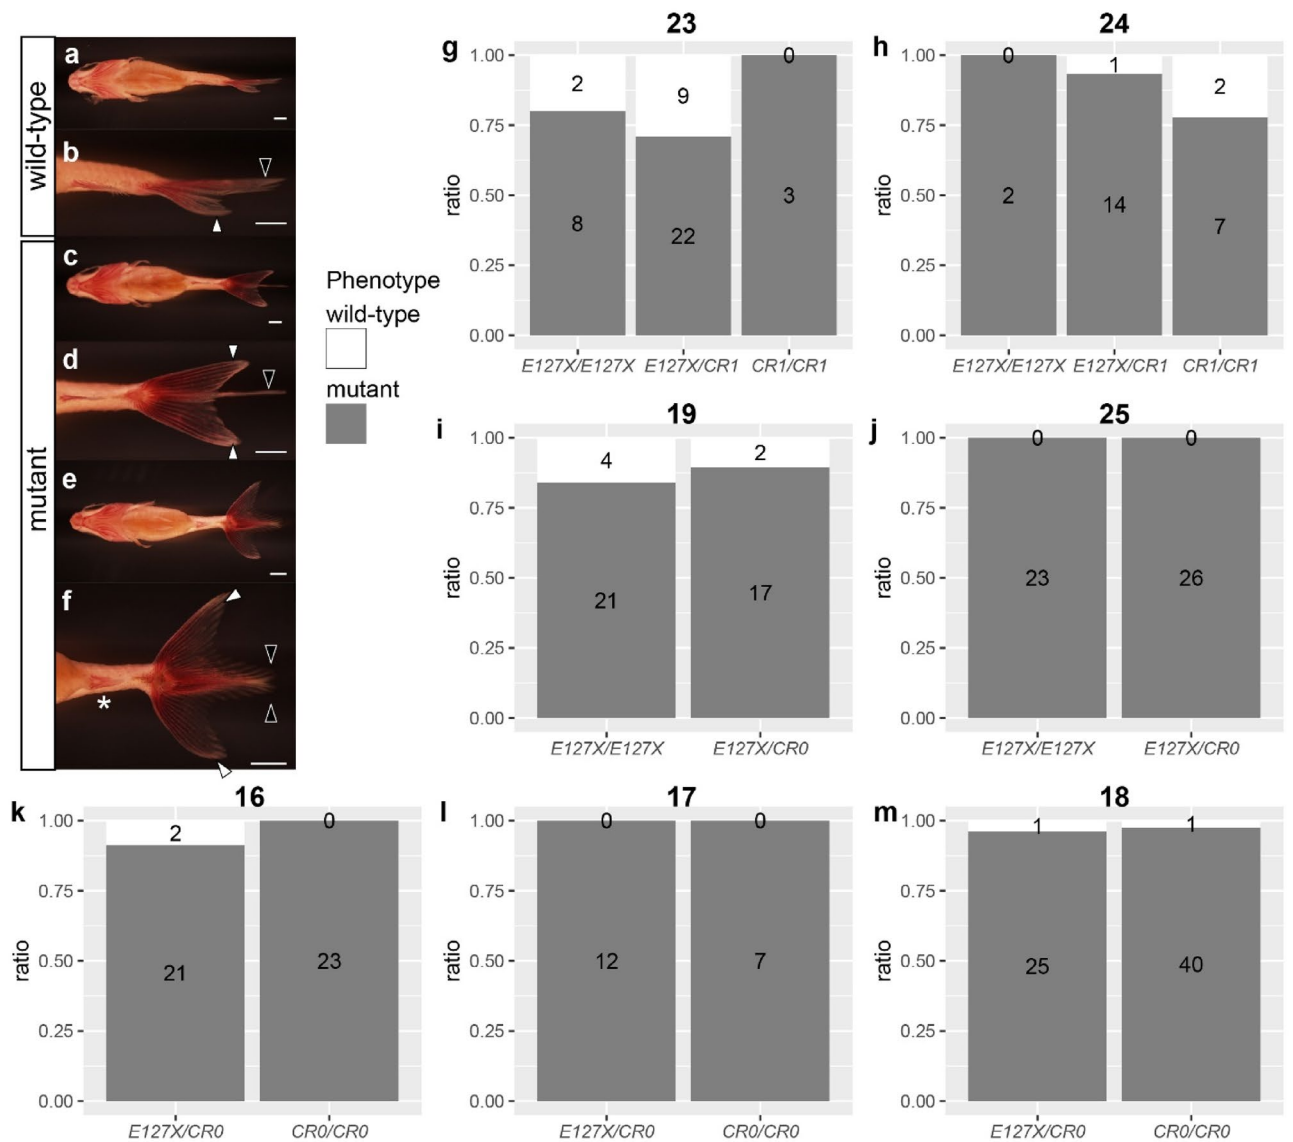 wild-type
a
b
mutant
c
d
e
f
*
Phenotype
wild-type
mutant
g
23
ratio
1.00
0.75
0.50
0.25
0.00
2
9
0
8
22
3
E127X/E127X E127X/CR1 CR1/CR1
h
24
ratio
1.00
0.75
0.50
0.25
0.00
0
1
2
2
14
7
E127X/E127X E127X/CR1 CR1/CR1
i
19
ratio
1.00
0.75
0.50
0.25
0.00
4
2
21
17
E127X/E127X E127X/CR0
j
25
ratio
1.00
0.75
0.50
0.25
0.00
0
0
23
26
E127X/E127X E127X/CR0
k
16
ratio
1.00
0.75
0.50
0.25
0.00
2
0
21
23
E127X/CR0 CR0/CR0
l
17
ratio
1.00
0.75
0.50
0.25
0.00
0
0
12
7
E127X/CR0 CR0/CR0
m
18
ratio
1.00
0.75
0.50
0.25
0.00
1
1
25
40
E127X/CR0 CR0/CR0